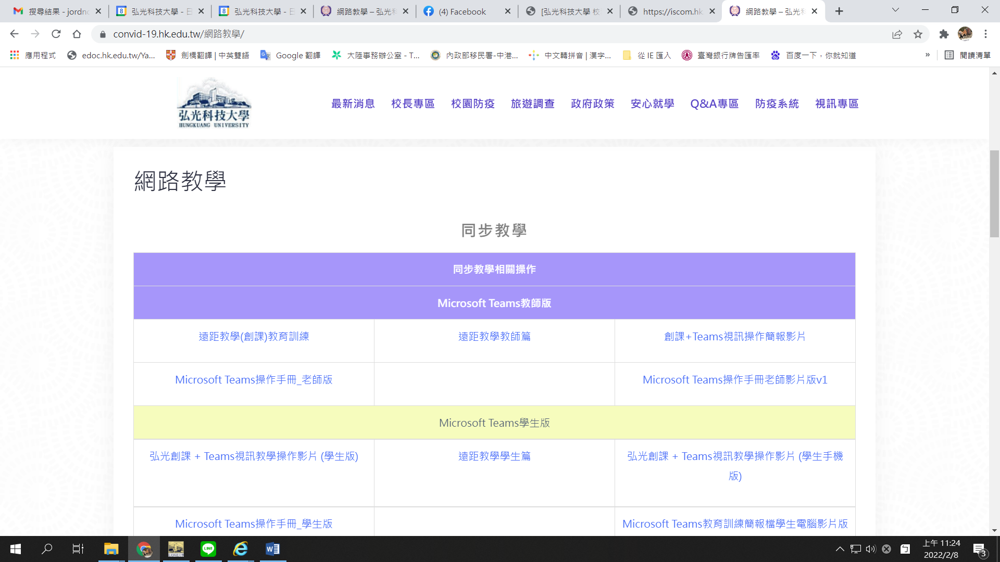 搜尋結果 - jordn
弘光科技大學 - 日
弘光科技大學 - 日
網路教學 – 弘光科
(4) Facebook
[弘光科技大學 校
https://iscom.hk
網路教學 – 弘光科
convid-19.hk.edu.tw/網路教學/
應用程式
edoc.hk.edu.tw/Ya...
劍橋翻譯 | 中英雙語
Google 翻譯
大陸事務辦公室 - T...
內政部移民署-中港...
中文轉拼音 | 漢字...
從 IE 匯入
臺灣銀行牌告匯率
百度一下，你就知道
»
閱讀清單
弘光科技大學
HUNGKUANG UNIVERSITY
最新消息 校長專區 校園防疫 旅遊調查 政府政策 安心就學 Q&A專區 防疫系統 視訊專區
網路教學
同步教學
同步教學相關操作
Microsoft Teams教師版
遠距教學(創課)教育訓練
遠距教學教師篇
創課+Teams視訊操作簡報影片
Microsoft Teams操作手冊_老師版
Microsoft Teams操作手冊老師影片版v1
Microsoft Teams學生版
弘光創課 + Teams視訊教學操作影片 (學生版)
遠距教學學生篇
弘光創課 + Teams視訊教學操作影片 (學生手機
版)
Microsoft Teams操作手冊_學生版
Microsoft Teams教育訓練簡報檔學生電腦影片版
上午 11:24
2022/2/8
3